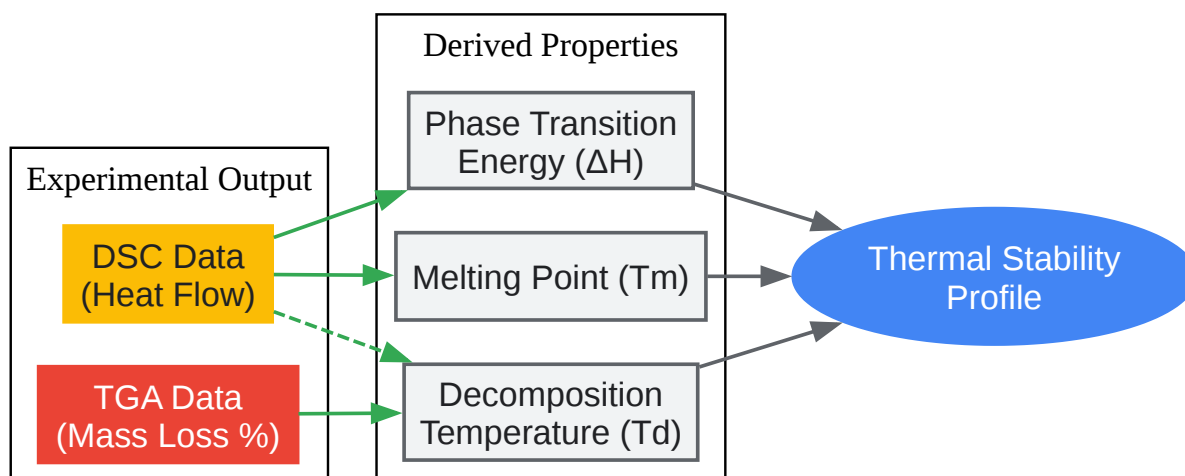 Derived Properties
Phase Transition
Energy (ΔH)
Experimental Output
DSC Data
(Heat Flow)
Melting Point (Tm)
Thermal Stability
Profile
TGA Data
(Mass Loss %)
Decomposition
Temperature (Td)